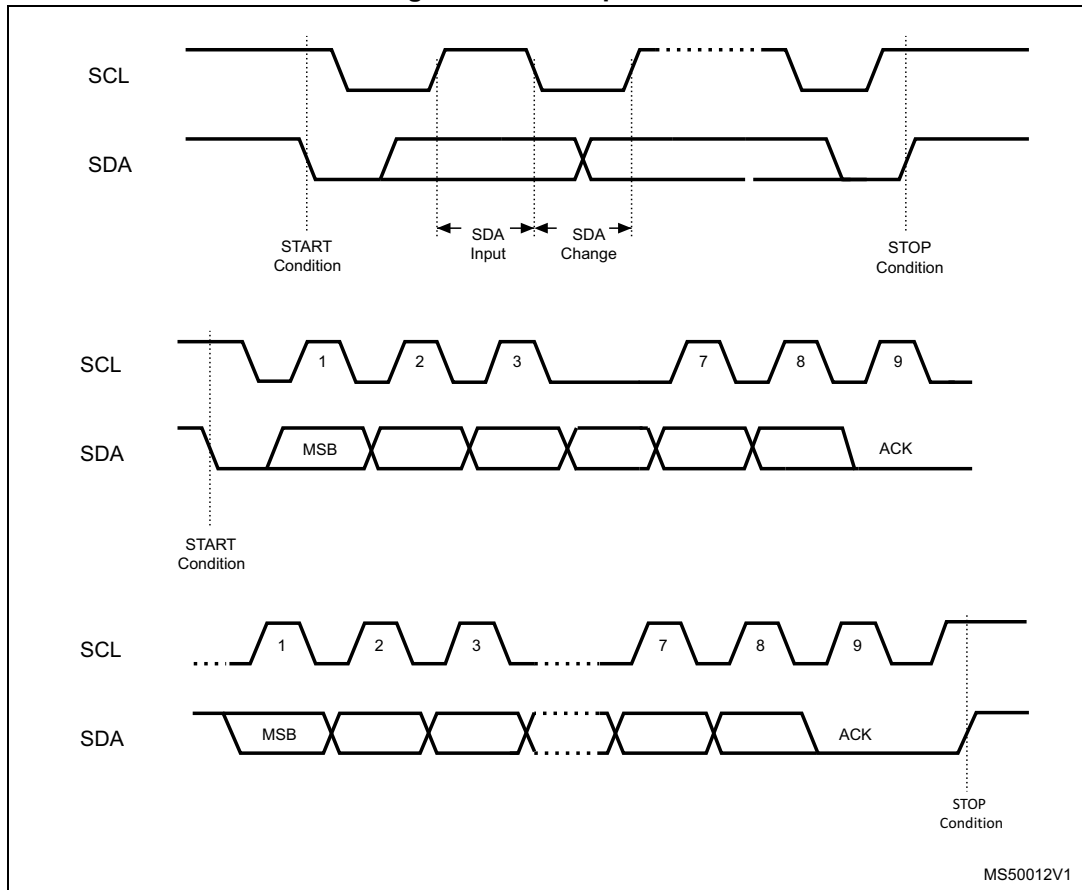 SCL
SDA
SDA
Input
SDA
Change
START
Condition
STOP
Condition
SCL
1 2 3 7 8 9
SDA
MSB ACK
START
Condition
SCL
1 2 3 7 8 9
SDA
MSB ACK
STOP
Condition
MS50012V1